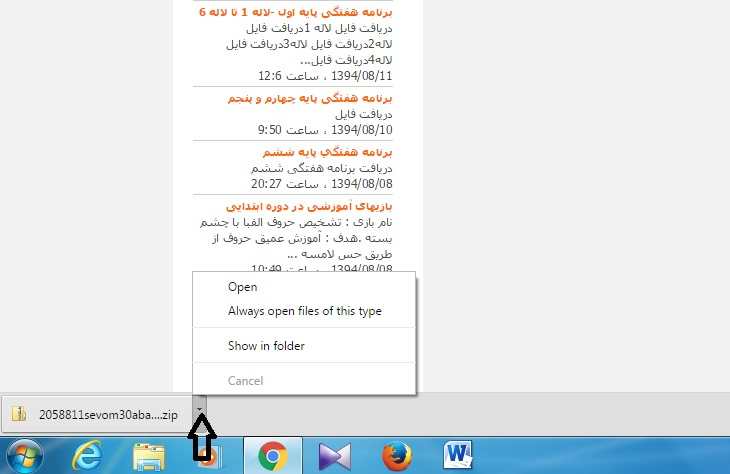 برنامه هفتگی پایه اول -لاله 1 تا لاله 6
دریافت فایل لاله 1دریافت فایل
لاله2دریافت فایل لاله3دریافت فایل
لاله4دریافت فایل...
1394/08/11 ، ساعت 12:6
برنامه هفتگی پایه چهارم و پنجم
دریافت فایل
1394/08/10 ، ساعت 9:50
برنامه هفتگي پایه ششم
دریافت برنامه هفتگی ششم
1394/08/08 ، ساعت 20:27
بازیهای آموزشی در دوره ابتدایی
نام بازی : تشخیص حروف الفبا با چشم
بسته .هدف : آموزش عمیق حروف از
طریق حس لامسه ...
1394/08/08 ، ساعت 10:49
Open
Always open files of this type
Show in folder
Cancel
2058811sevom30aba....zip